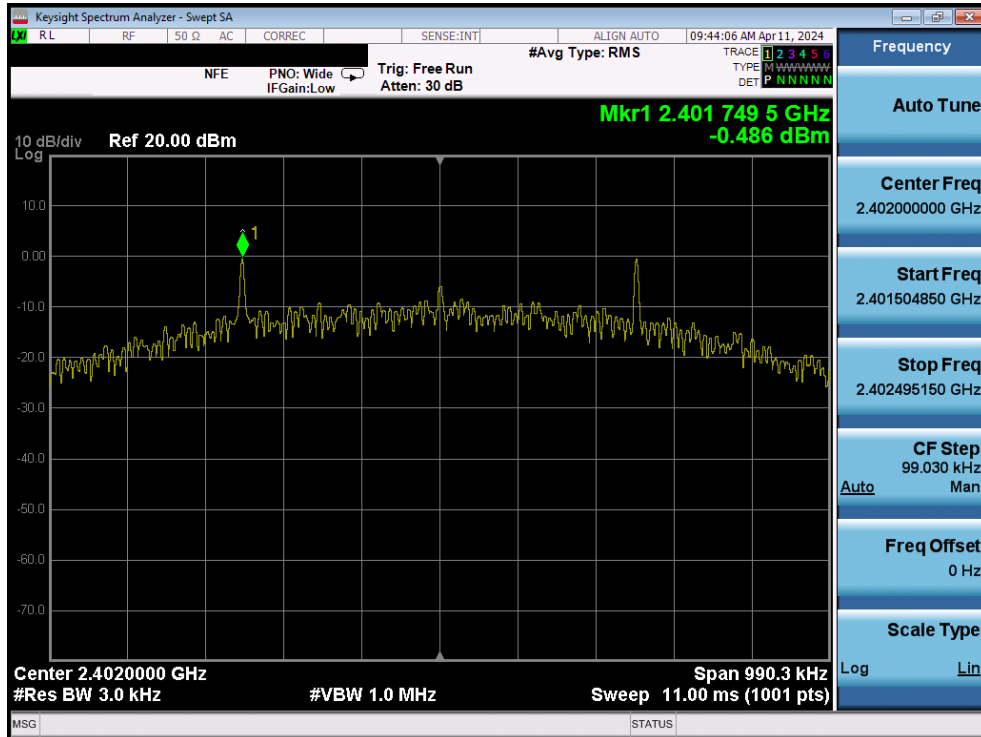 Keysight Spectrum Analyzer - Swept SA
LXI RL RF 50 Ω AC CORREC SENSE:INT ALIGN AUTO 09:44:06 AM Apr 11, 2024
NFE PNO: Wide Trig: Free Run #Avg Type: RMS TRACE 1 2 3 4 5 6
IFGain:Low Atten: 30 dB TYPE M WWWWW
DET P N N N N N
Mkr1 2.401 749 5 GHz
-0.486 dBm
10 dB/div Ref 20.00 dBm
Log
1
10.0
0.00
-10.0
-20.0
-30.0
-40.0
-50.0
-60.0
-70.0
Center 2.4020000 GHz Span 990.3 kHz
#Res BW 3.0 kHz #VBW 1.0 MHz Sweep 11.00 ms (1001 pts)
MSG STATUS
Frequency
Auto Tune
Center Freq
2.402000000 GHz
Start Freq
2.401504850 GHz
Stop Freq
2.402495150 GHz
CF Step
99.030 kHz
Auto Man
Freq Offset
0 Hz
Scale Type
Log Lin